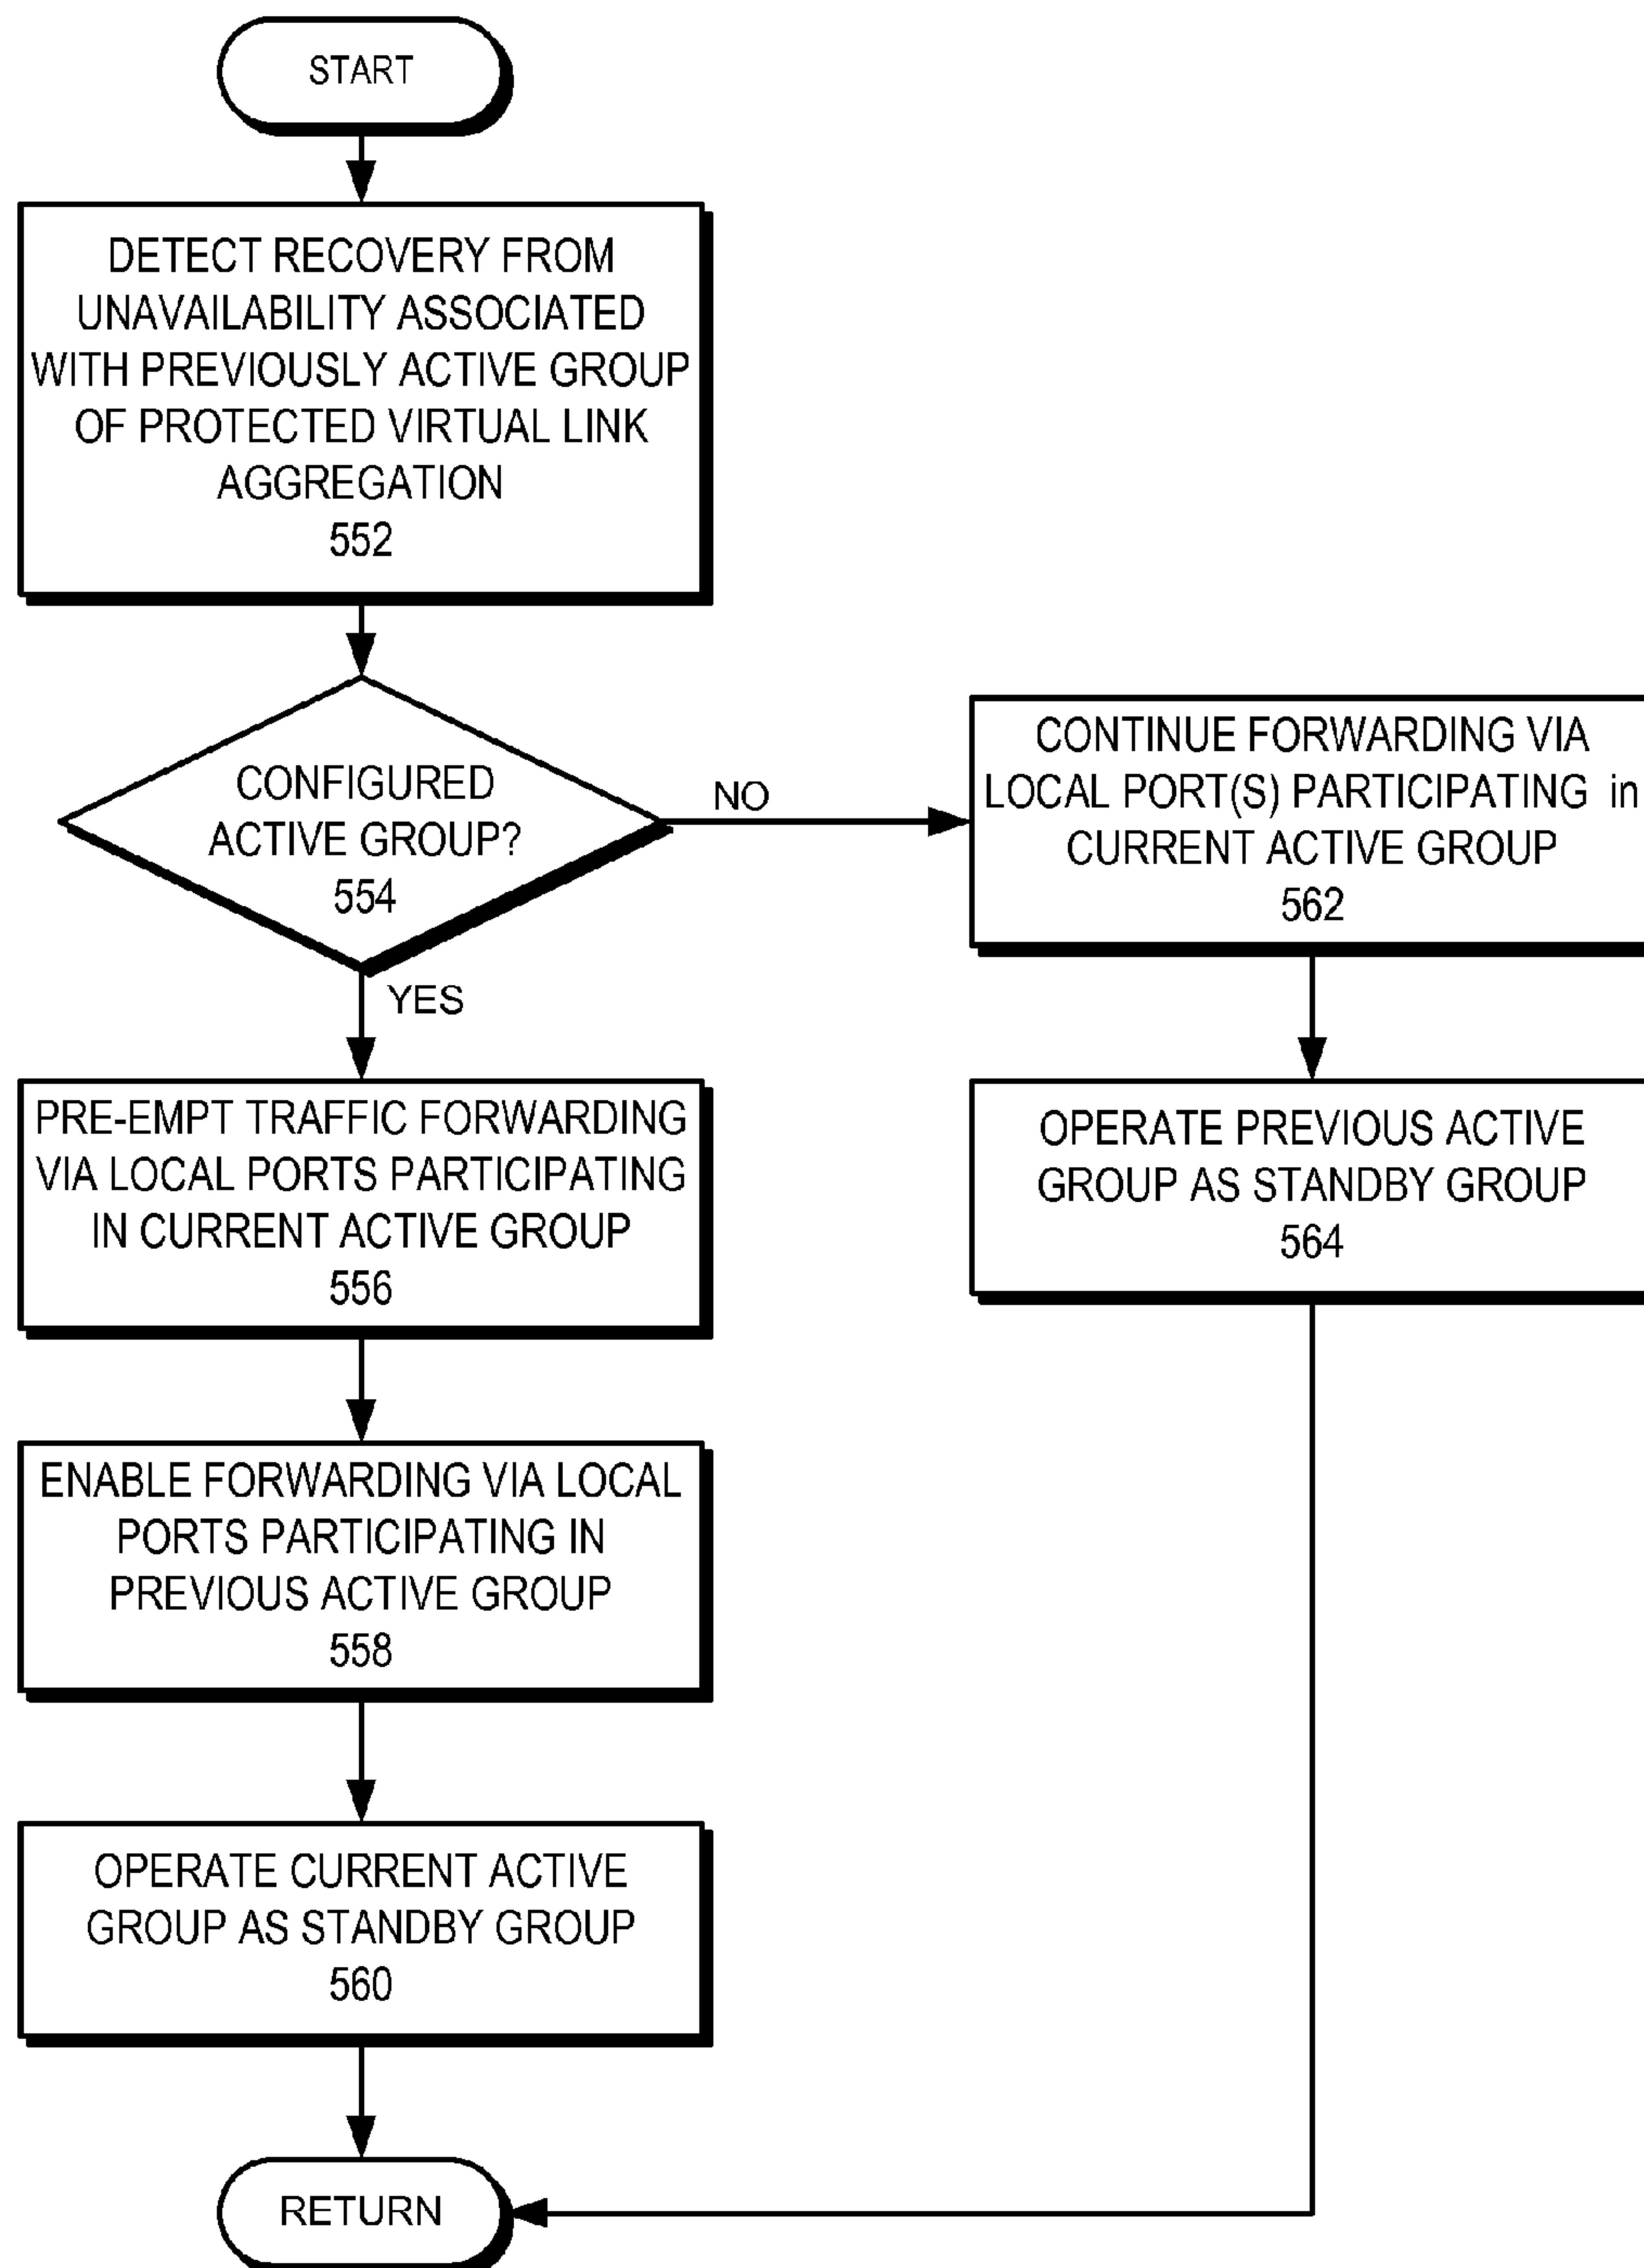 START
DETECT RECOVERY FROM
UNAVAILABILITY ASSOCIATED
WITH PREVIOUSLY ACTIVE GROUP
OF PROTECTED VIRTUAL LINK
AGGREGATION
552
CONFIGURED
ACTIVE GROUP?
554
NO
YES
CONTINUE FORWARDING VIA
LOCAL PORT(S) PARTICIPATING in
CURRENT ACTIVE GROUP
562
PRE-EMPT TRAFFIC FORWARDING
VIA LOCAL PORTS PARTICIPATING
IN CURRENT ACTIVE GROUP
556
OPERATE PREVIOUS ACTIVE
GROUP AS STANDBY GROUP
564
ENABLE FORWARDING VIA LOCAL
PORTS PARTICIPATING IN
PREVIOUS ACTIVE GROUP
558
OPERATE CURRENT ACTIVE
GROUP AS STANDBY GROUP
560
RETURN